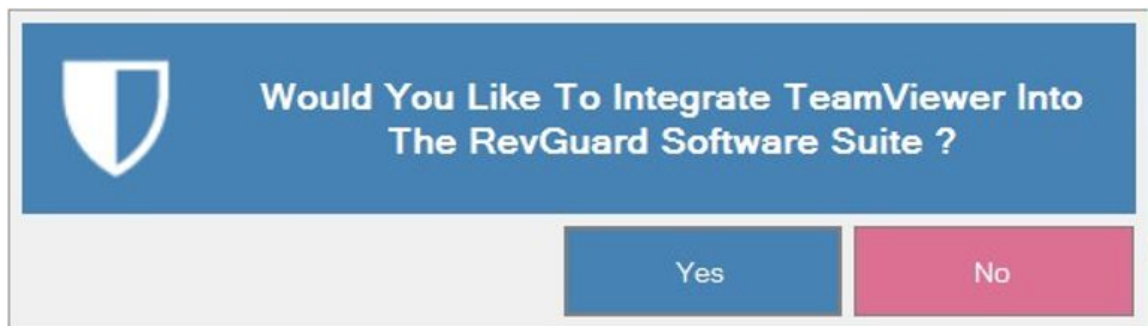 Would You Like To Integrate TeamViewer Into
The RevGuard Software Suite ?
Yes
No